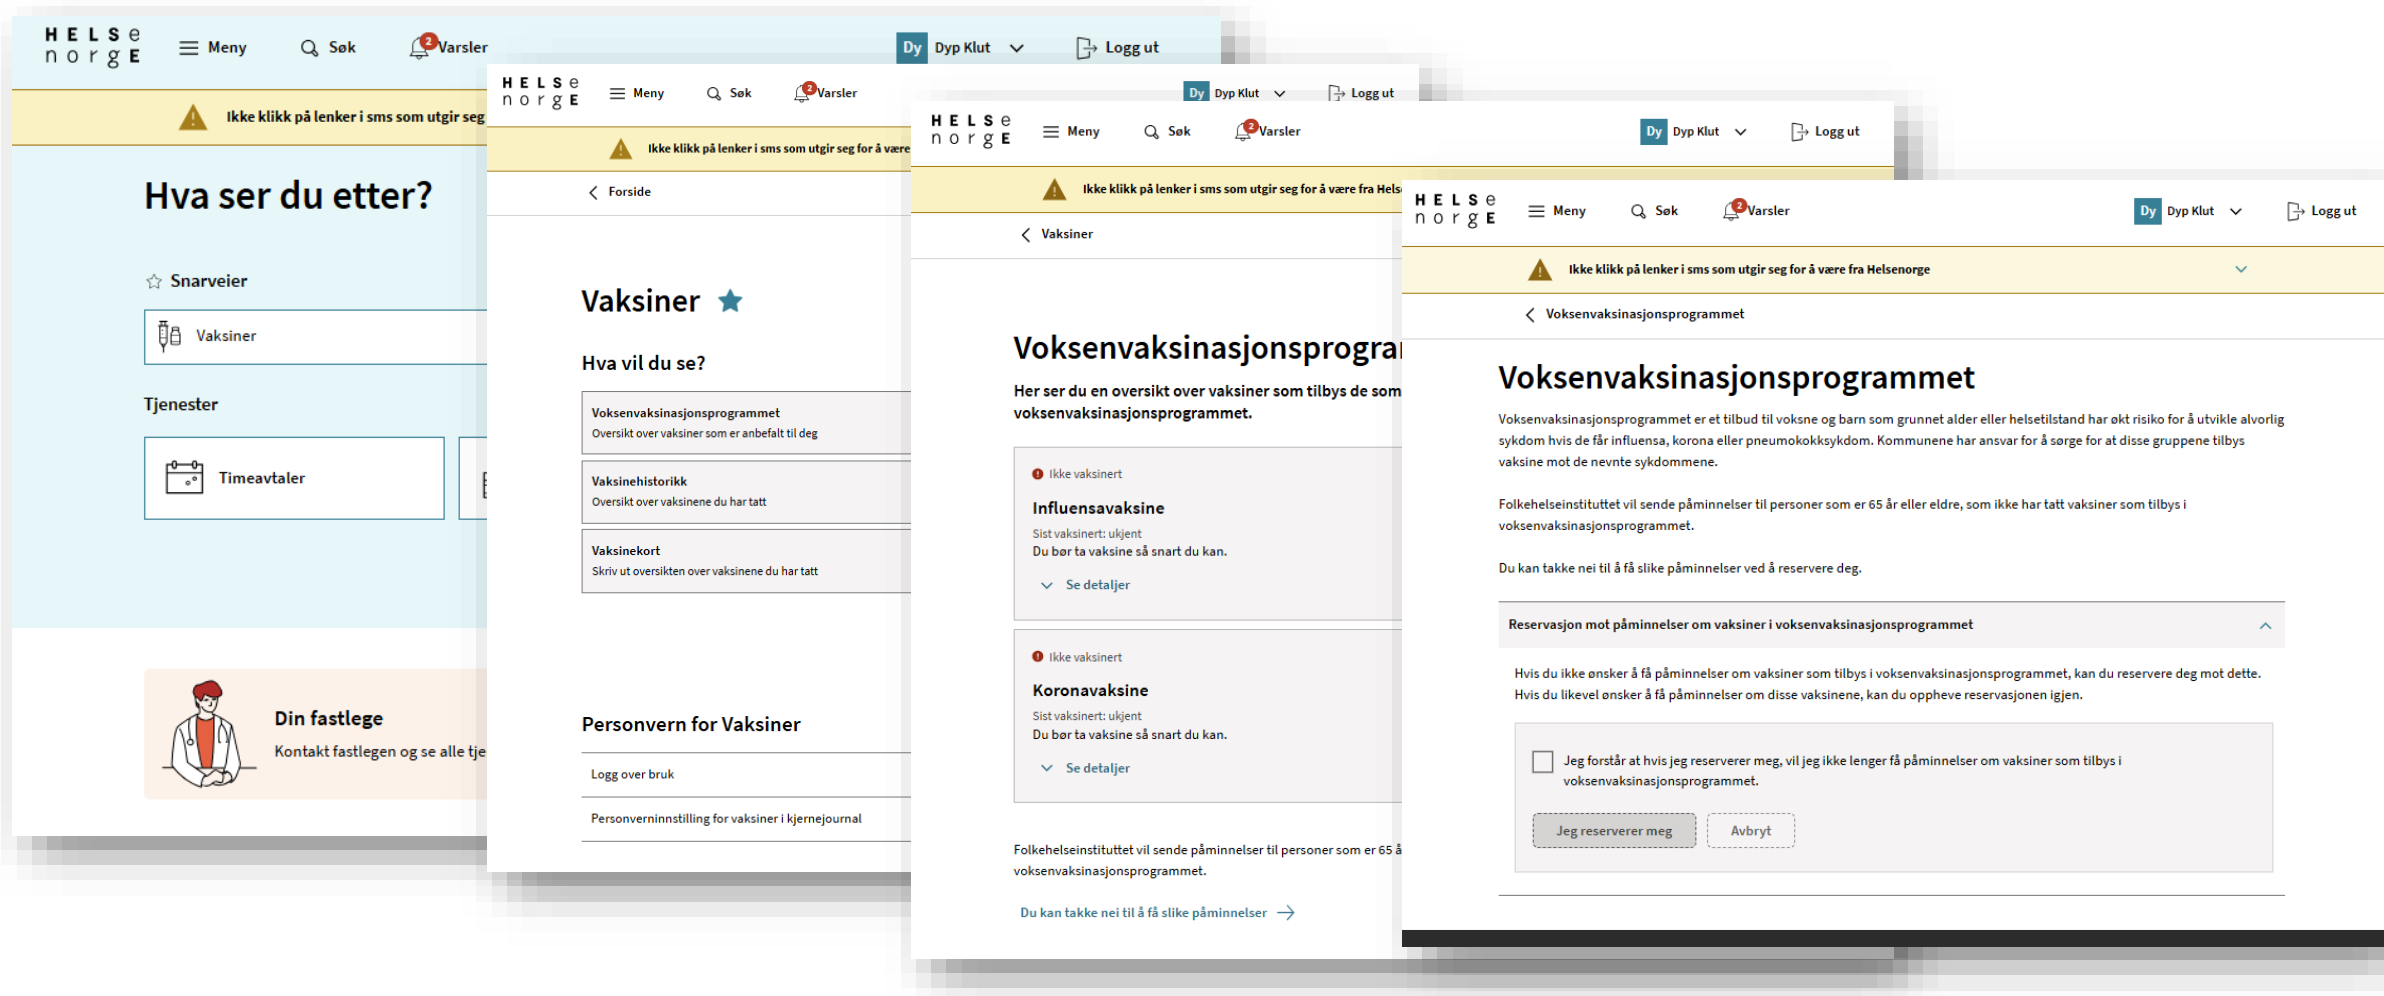 HELSe
norgE
Meny
Søk
2
Varsler
Dy
Dyp Klut
Logg ut
Ikke klikk på lenker i sms som utgir seg
Hva ser du etter?
Snarveier
Vaksiner
Tjenester
Timeavtaler
Din fastlege
Kontakt fastlegen og se alle tje
HELSe
norgE
Meny
Søk
2
Varsler
Dy
Dyp Klut
Logg ut
Ikke klikk på lenker i sms som utgir seg for å være
Forside
Vaksiner
Hva vil du se?
Voksenvaksinasjonsprogrammet
Oversikt over vaksiner som er anbefalt til deg
Vaksinehistorikk
Oversikt over vaksinene du har tatt
Vaksinekort
Skriv ut oversikten over vaksinene du har tatt
Personvern for Vaksiner
Logg over bruk
Personverninnstilling for vaksiner i kjernejournal
HELSe
norgE
Meny
Søk
2
Varsler
Dy
Dyp Klut
Logg ut
Ikke klikk på lenker i sms som utgir seg for å være fra Hels
Vaksiner
Voksenvaksinasjonsprogra
Her ser du en oversikt over vaksiner som tilbys de som
voksenvaksinasjonsprogrammet.
Ikke vaksinert
Influensavaksine
Sist vaksinert: ukjent
Du bør ta vaksine så snart du kan.
Se detaljer
Ikke vaksinert
Koronavaksine
Sist vaksinert: ukjent
Du bør ta vaksine så snart du kan.
Se detaljer
Folkehelseinstituttet vil sende påminnelser til personer som er 65 å
voksenvaksinasjonsprogrammet.
Du kan takke nei til å få slike påminnelser
HELSe
norgE
Meny
Søk
2
Varsler
Dy
Dyp Klut
Logg ut
Ikke klikk på lenker i sms som utgir seg for å være fra Helsenorge
Voksenvaksinasjonsprogrammet
Voksenvaksinasjonsprogrammet
Voksenvaksinasjonsprogrammet er et tilbud til voksne og barn som grunnet alder eller helsetilstand har økt risiko for å utvikle alvorlig
sykdom hvis de får influensa, korona eller pneumokokksykdom. Kommunene har ansvar for å sørge for at disse gruppene tilbys
vaksine mot de nevnte sykdommene.
Folkehelseinstituttet vil sende påminnelser til personer som er 65 år eller eldre, som ikke har tatt vaksiner som tilbys i
voksenvaksinasjonsprogrammet.
Du kan takke nei til å få slike påminnelser ved å reservere deg.
Reservasjon mot påminnelser om vaksiner i voksenvaksinasjonsprogrammet
Hvis du ikke ønsker å få påminnelser om vaksiner som tilbys i voksenvaksinasjonsprogrammet, kan du reservere deg mot dette.
Hvis du likevel ønsker å få påminnelser om disse vaksinene, kan du oppheve reservasjonen igjen.
Jeg forstår at hvis jeg reserverer meg, vil jeg ikke lenger få påminnelser om vaksiner som tilbys i
voksenvaksinasjonsprogrammet.
Jeg reserverer meg
Avbryt